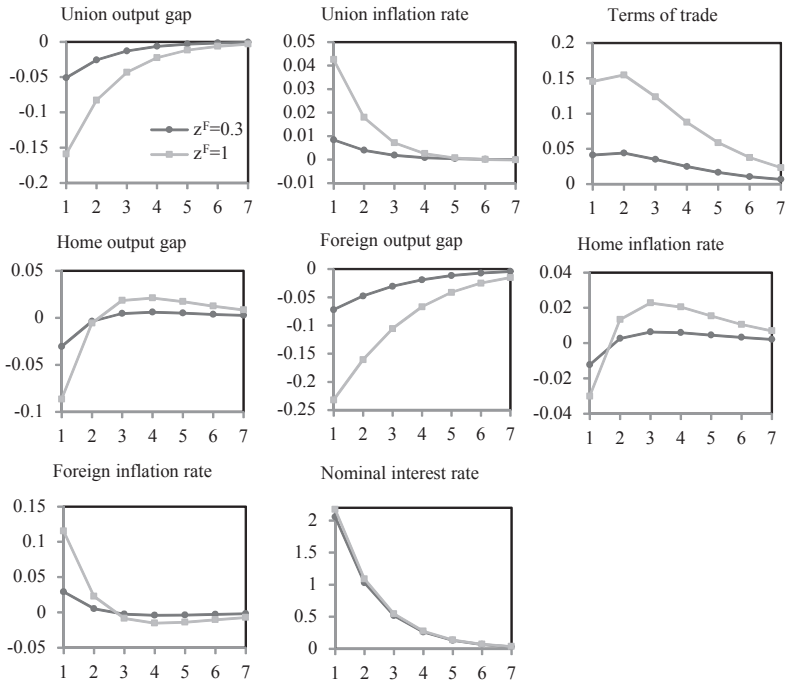 Union output gap
0
-0.05
-0.1
-0.15
-0.2
z^F=0.3
z^F=1
1 2 3 4 5 6 7
Union inflation rate
0.05
0.04
0.03
0.02
0.01
0
-0.01
1 2 3 4 5 6 7
Terms of trade
0.2
0.15
0.1
0.05
0
1 2 3 4 5 6 7
Home output gap
0.05
0
-0.05
-0.1
1 2 3 4 5 6 7
Foreign output gap
0
-0.05
-0.1
-0.15
-0.2
-0.25
1 2 3 4 5 6 7
Home inflation rate
0.04
0.02
0
-0.02
-0.04
1 2 3 4 5 6 7
Foreign inflation rate
0.15
0.1
0.05
0
-0.05
1 2 3 4 5 6 7
Nominal interest rate
2
1.5
1
0.5
0
1 2 3 4 5 6 7